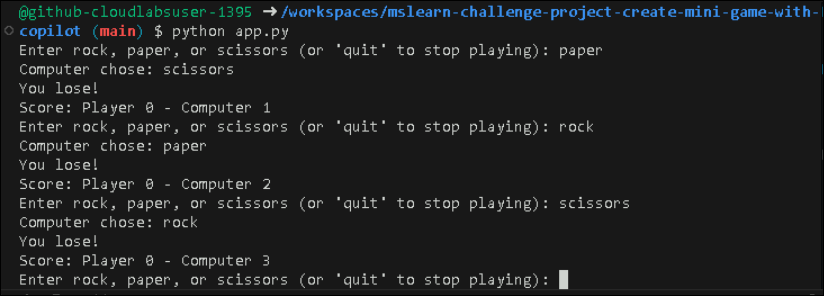 @github-cloudlabsuser-1395 ➜/workspaces/mslearn-challenge-project-create-mini-game-with-
copilot (main) $ python app.py
Enter rock, paper, or scissors (or 'quit' to stop playing): paper
Computer chose: scissors
You lose!
Score: Player 0 - Computer 1
Enter rock, paper, or scissors (or 'quit' to stop playing): rock
Computer chose: paper
You lose!
Score: Player 0 - Computer 2
Enter rock, paper, or scissors (or 'quit' to stop playing): scissors
Computer chose: rock
You lose!
Score: Player 0 - Computer 3
Enter rock, paper, or scissors (or 'quit' to stop playing):